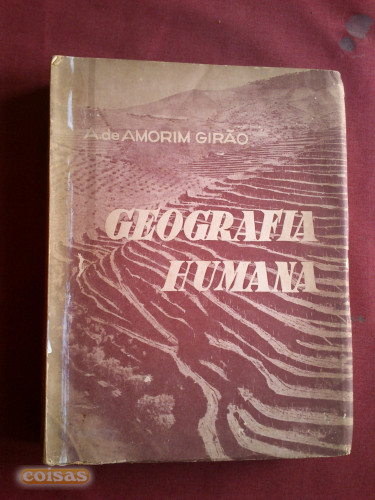 A. de AMORIM GIRÃO
GEOGRAFIA
HUMANA
coisas